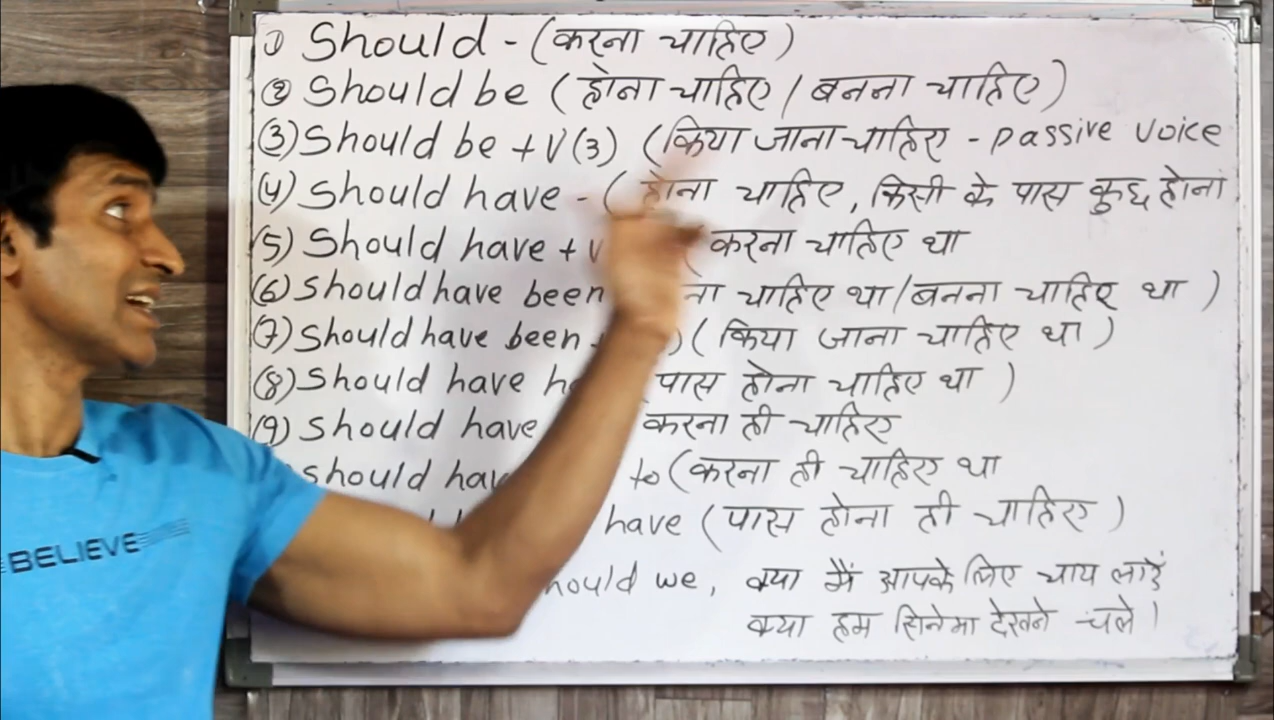 1) Should - (करना चाहिए)
(2) Should be (होना चाहिए / बनना चाहिए)
(3) Should be + V(3) (किया जाना चाहिए - passive voice
(4) Should have - ( होना चाहिए, किसी के पास कुछ होना
(5) Should have + V करना चाहिए था
(6) should have been चाहिए था/बनना चाहिए था )
(7) should have been ( किया जाना चाहिए था )
(8) should have पास होना चाहिए था )
(9) should have करना ही चाहिए
should to (करना ही चाहिए था
have (पास होना ही चाहिए )
we, क्या मैं आपके लिए चाय लाऊँ
क्या हम सिनेमा देखने चले।
BELIEVE